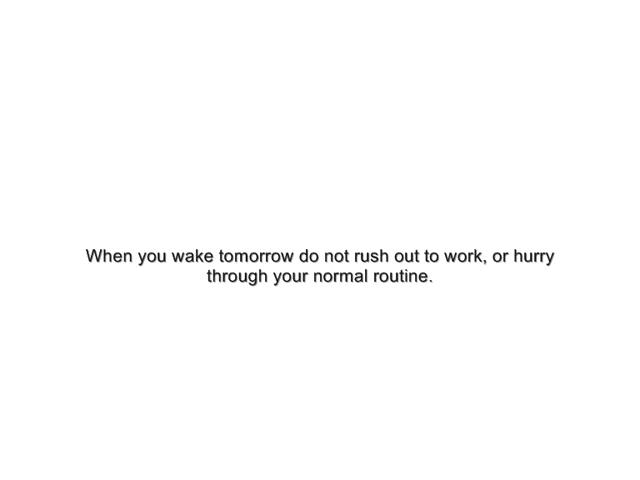 When you wake tomorrow do not rush out to work, or hurry
through your normal routine.